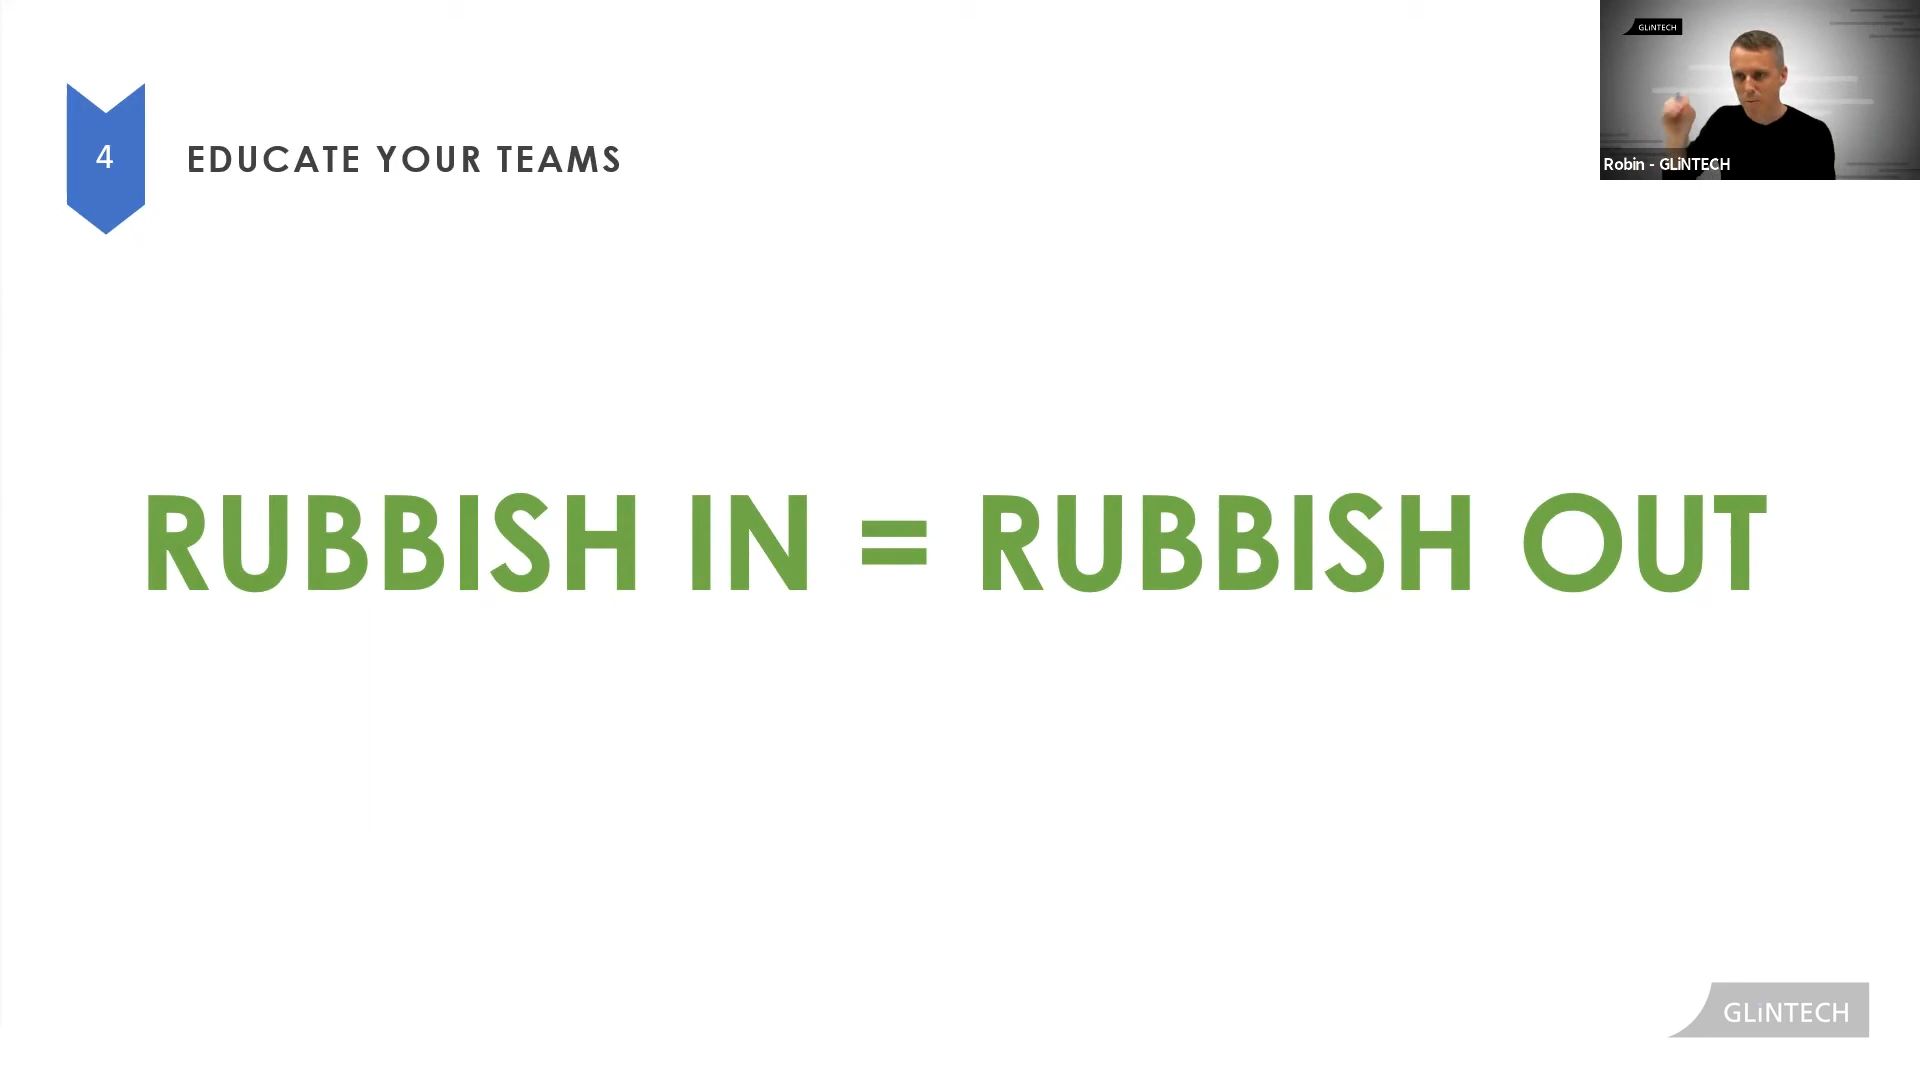 GLiNTECH
4
EDUCATE YOUR TEAMS
Robin - GLiNTECH
RUBBISH IN = RUBBISH OUT
GLiNTECH